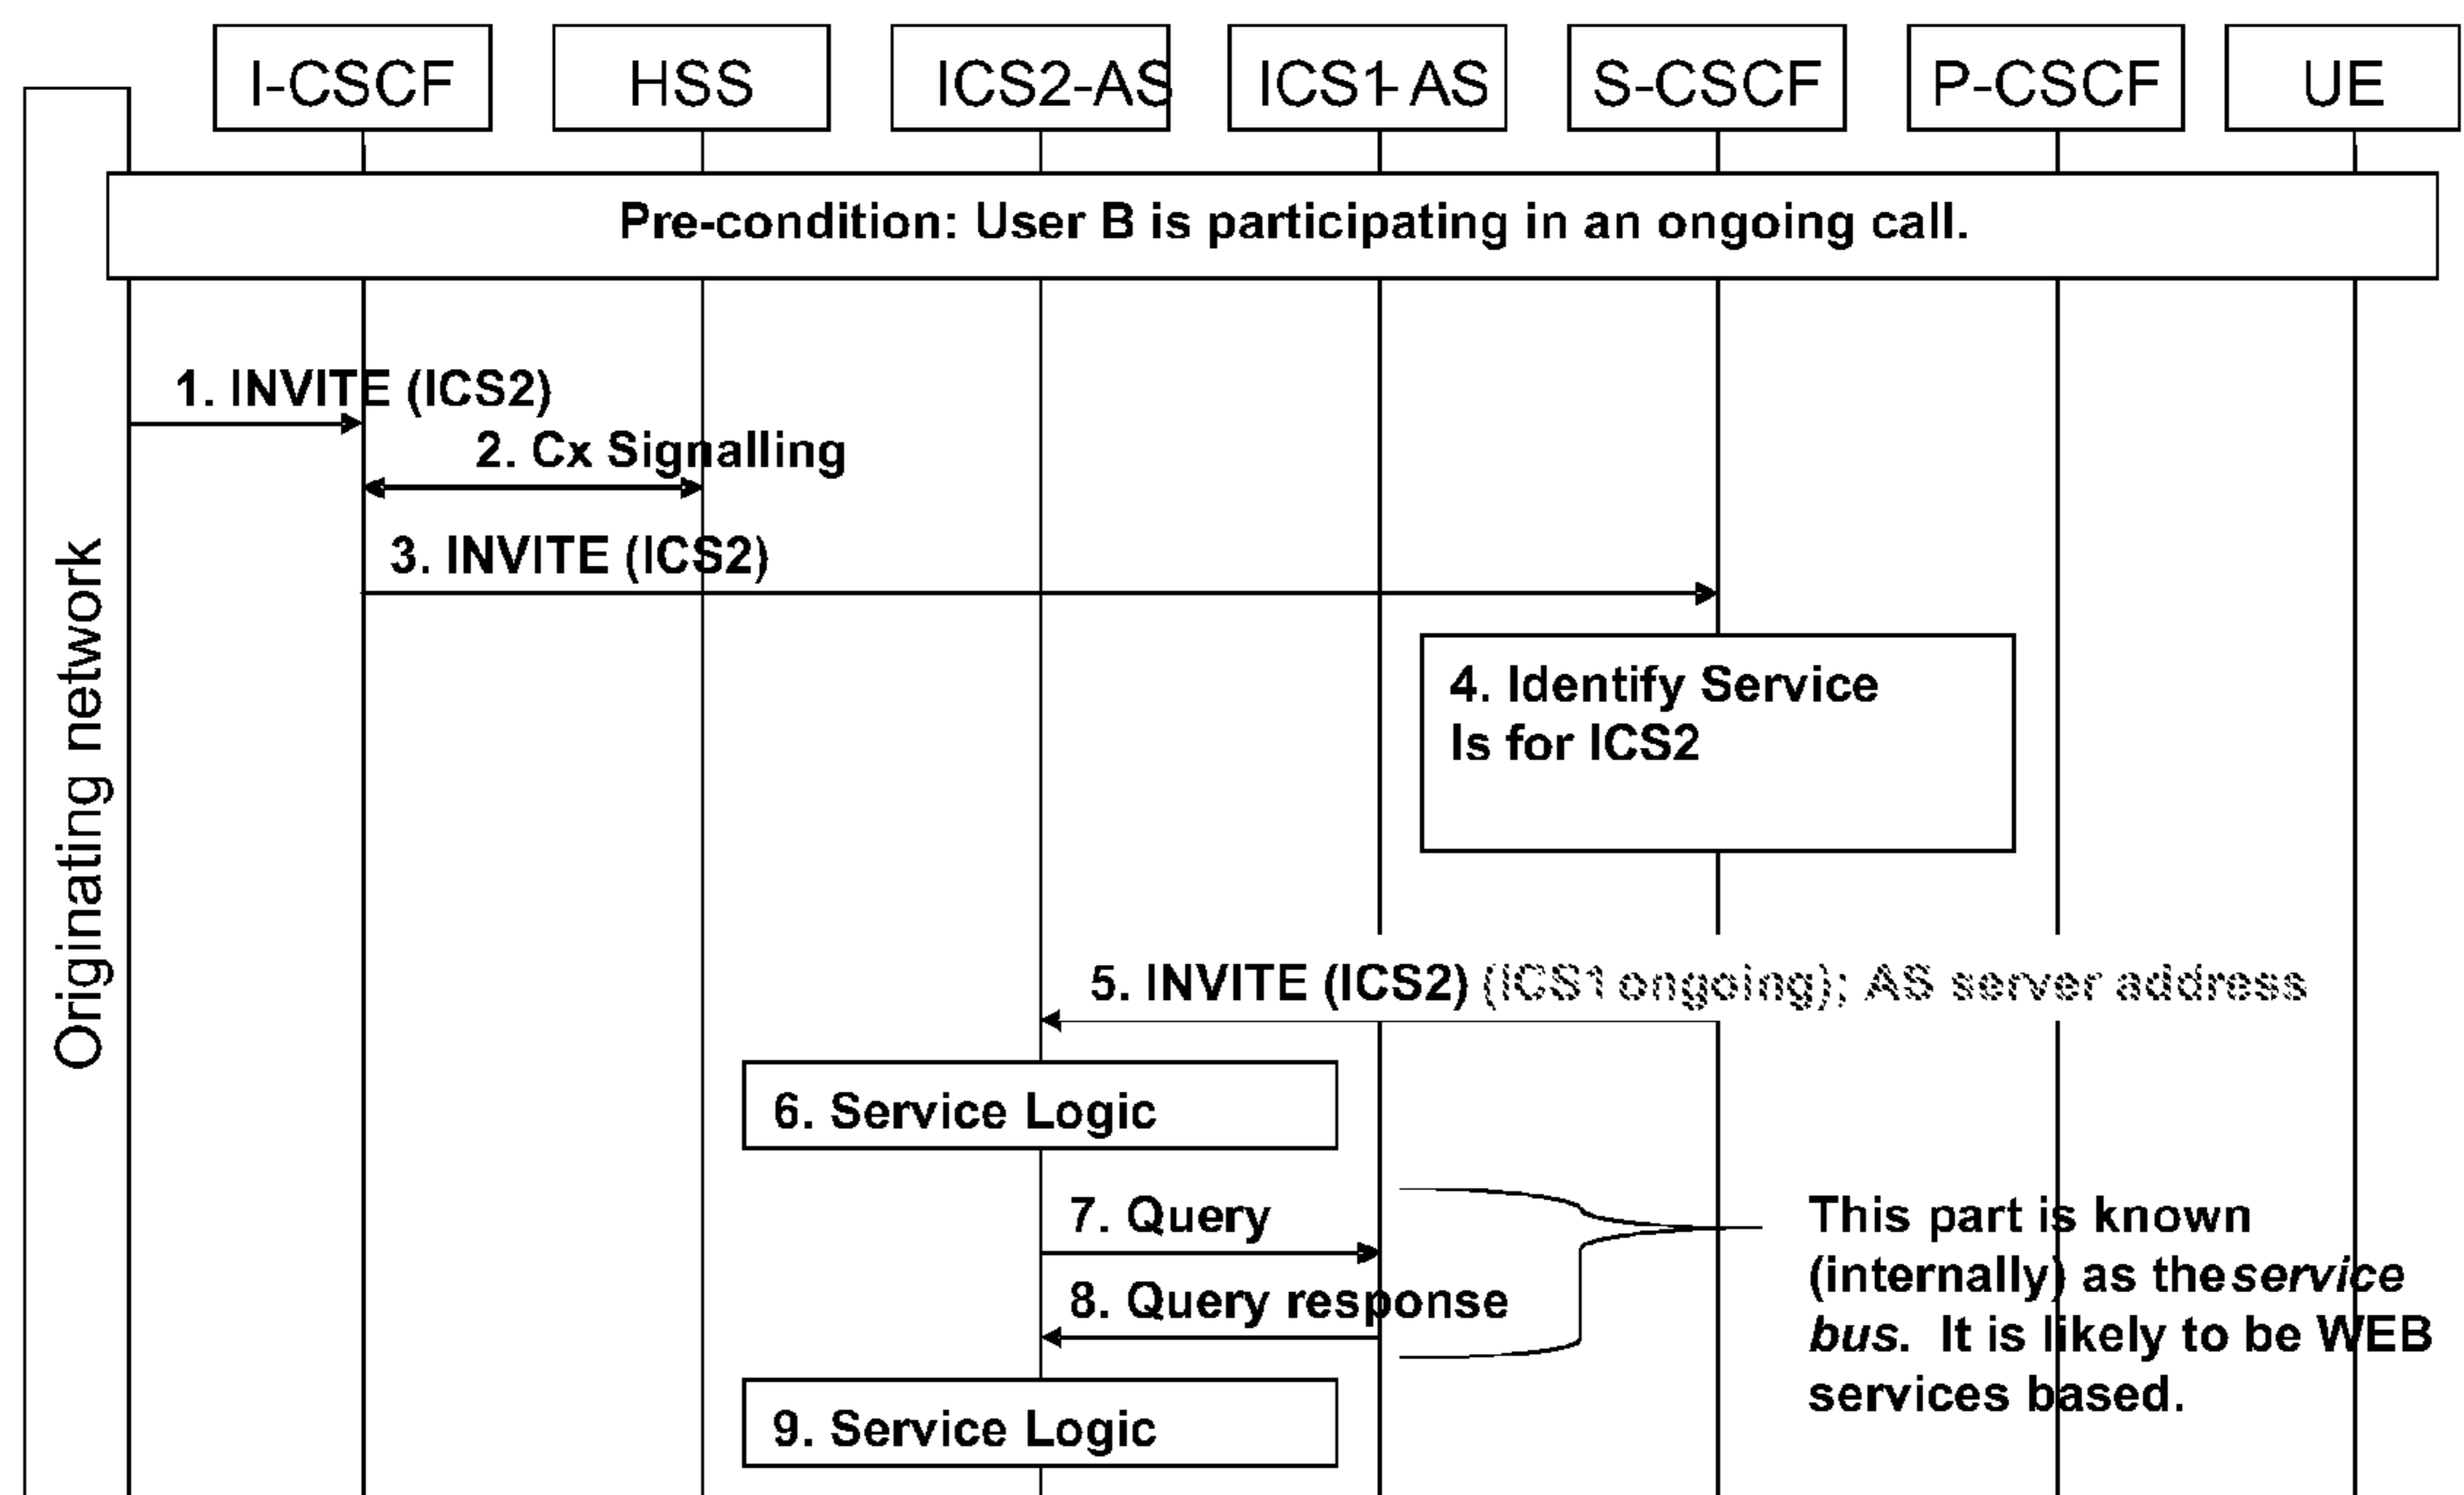 I-CSCF
HSS
ICS2-AS
ICS1-AS
S-CSCF
P-CSCF
UE
Pre-condition: User B is participating in an ongoing call.
Originating network
1. INVITE (ICS2)
2. Cx Signalling
3. INVITE (ICS2)
4. Identify Service
Is for ICS2
5. INVITE (ICS2) (ICS1 ongoing); AS server address
6. Service Logic
7. Query
8. Query response
This part is known
(internally) as the service
bus. It is likely to be WEB
services based.
9. Service Logic